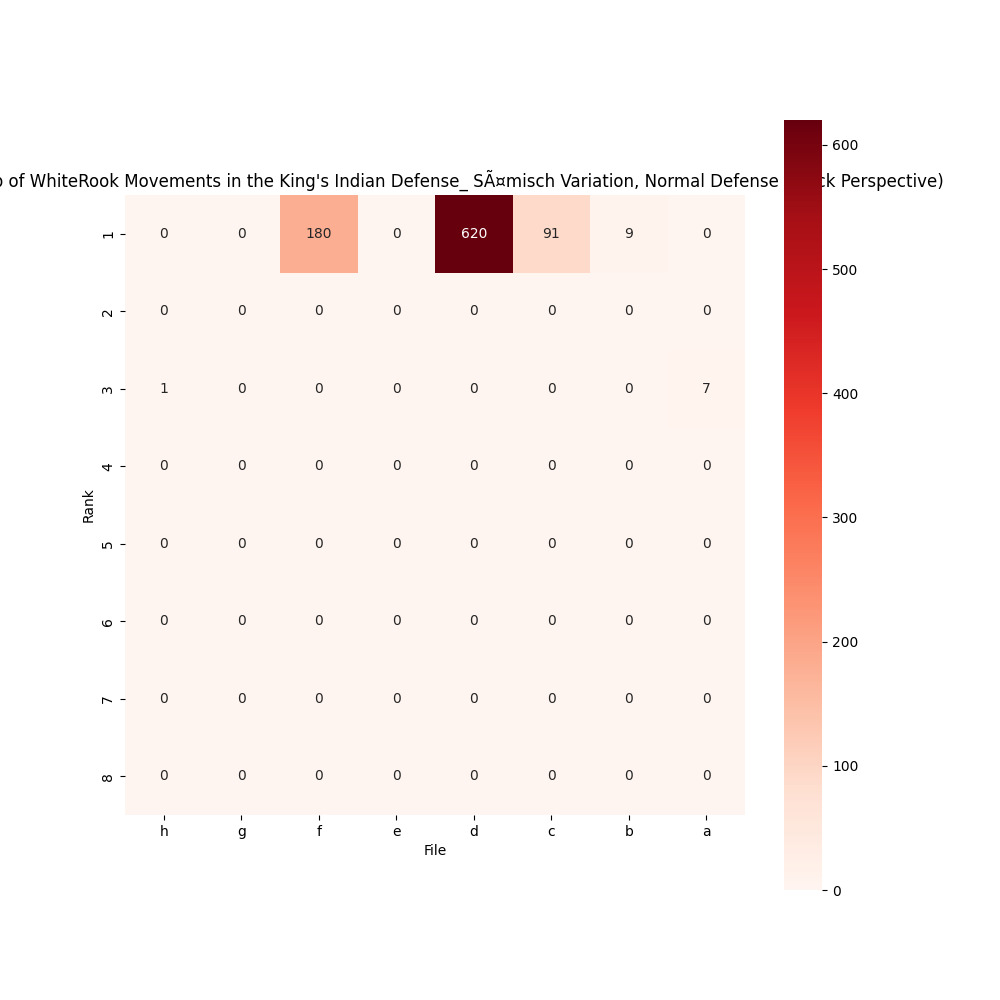 of WhiteRook Movements in the King's Indian Defense_ SÃ¤misch Variation, Normal Defense ck Perspective)
1 0 0 180 0 620 91 9 0
2 0 0 0 0 0 0 0 0
3 1 0 0 0 0 0 0 7
4 0 0 0 0 0 0 0 0
5 0 0 0 0 0 0 0 0
6 0 0 0 0 0 0 0 0
7 0 0 0 0 0 0 0 0
8 0 0 0 0 0 0 0 0
Rank
h g f e d c b a
File
600
500
400
300
200
100
0